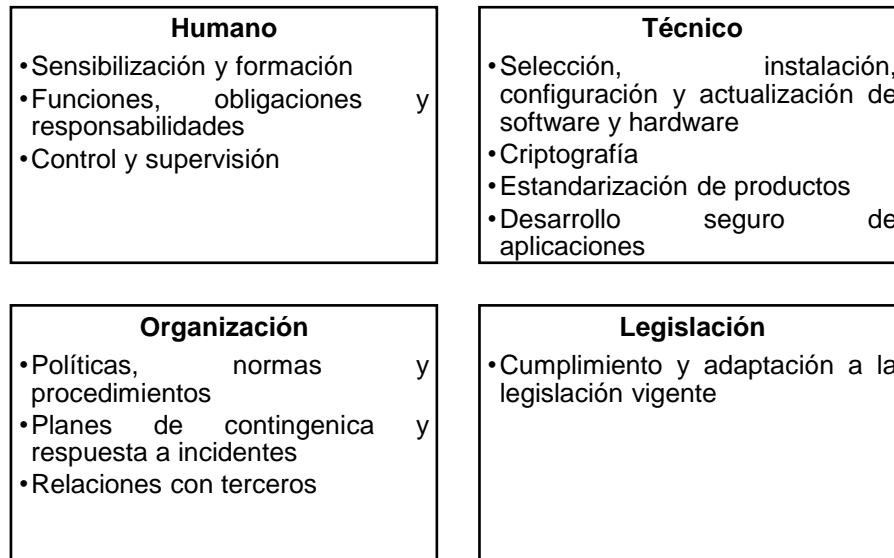 Humano
•Sensibilización y formación
•Funciones, obligaciones y
responsabilidades
•Control y supervisión
Técnico
•Selección, instalación,
configuración y actualización de
software y hardware
•Criptografía
•Estandarización de productos
•Desarrollo seguro de
aplicaciones
Organización
•Políticas, normas y
procedimientos
•Planes de contingenica y
respuesta a incidentes
•Relaciones con terceros
Legislación
•Cumplimiento y adaptación a la
legislación vigente